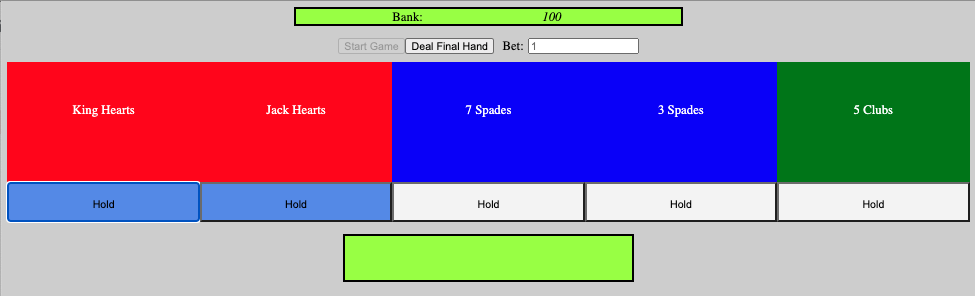 Bank: 100
Start Game Deal Final Hand Bet: 1
King Hearts Jack Hearts 7 Spades 3 Spades 5 Clubs
Hold Hold Hold Hold Hold